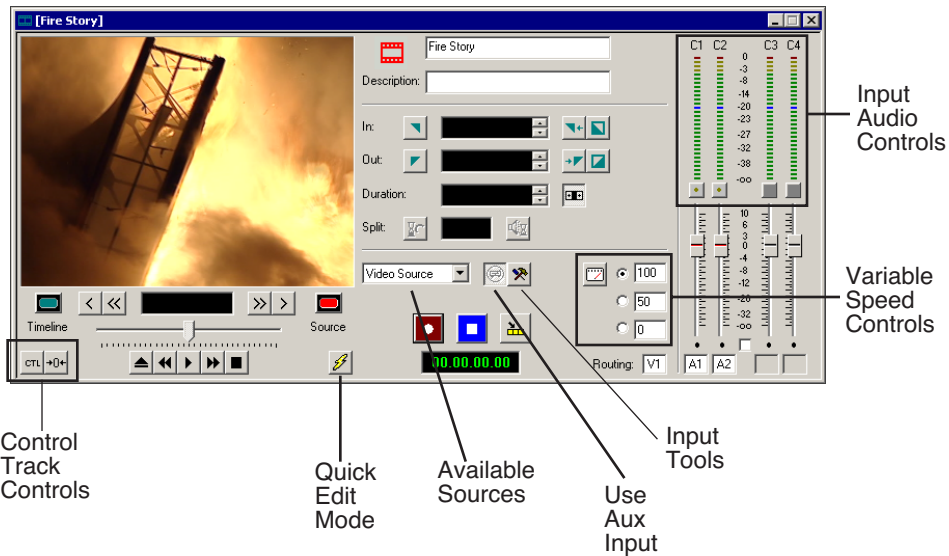 [Fire Story]
Fire Story
Description:
In:
Out:
Duration:
Split:
Video Source
100
50
0
Timeline
Source
CTL
→0←
00.00.00.00
Routing:
V1
A1
A2
C1
C2
C3
C4
0
-3
-8
-14
-20
-23
-27
-32
-38
-oo
10
6
3
0
-4
-8
-12
-20
-32
-oo
Input
Audio
Controls
Variable
Speed
Controls
Control
Track
Controls
Quick
Edit
Mode
Available
Sources
Use
Aux
Input
Input
Tools